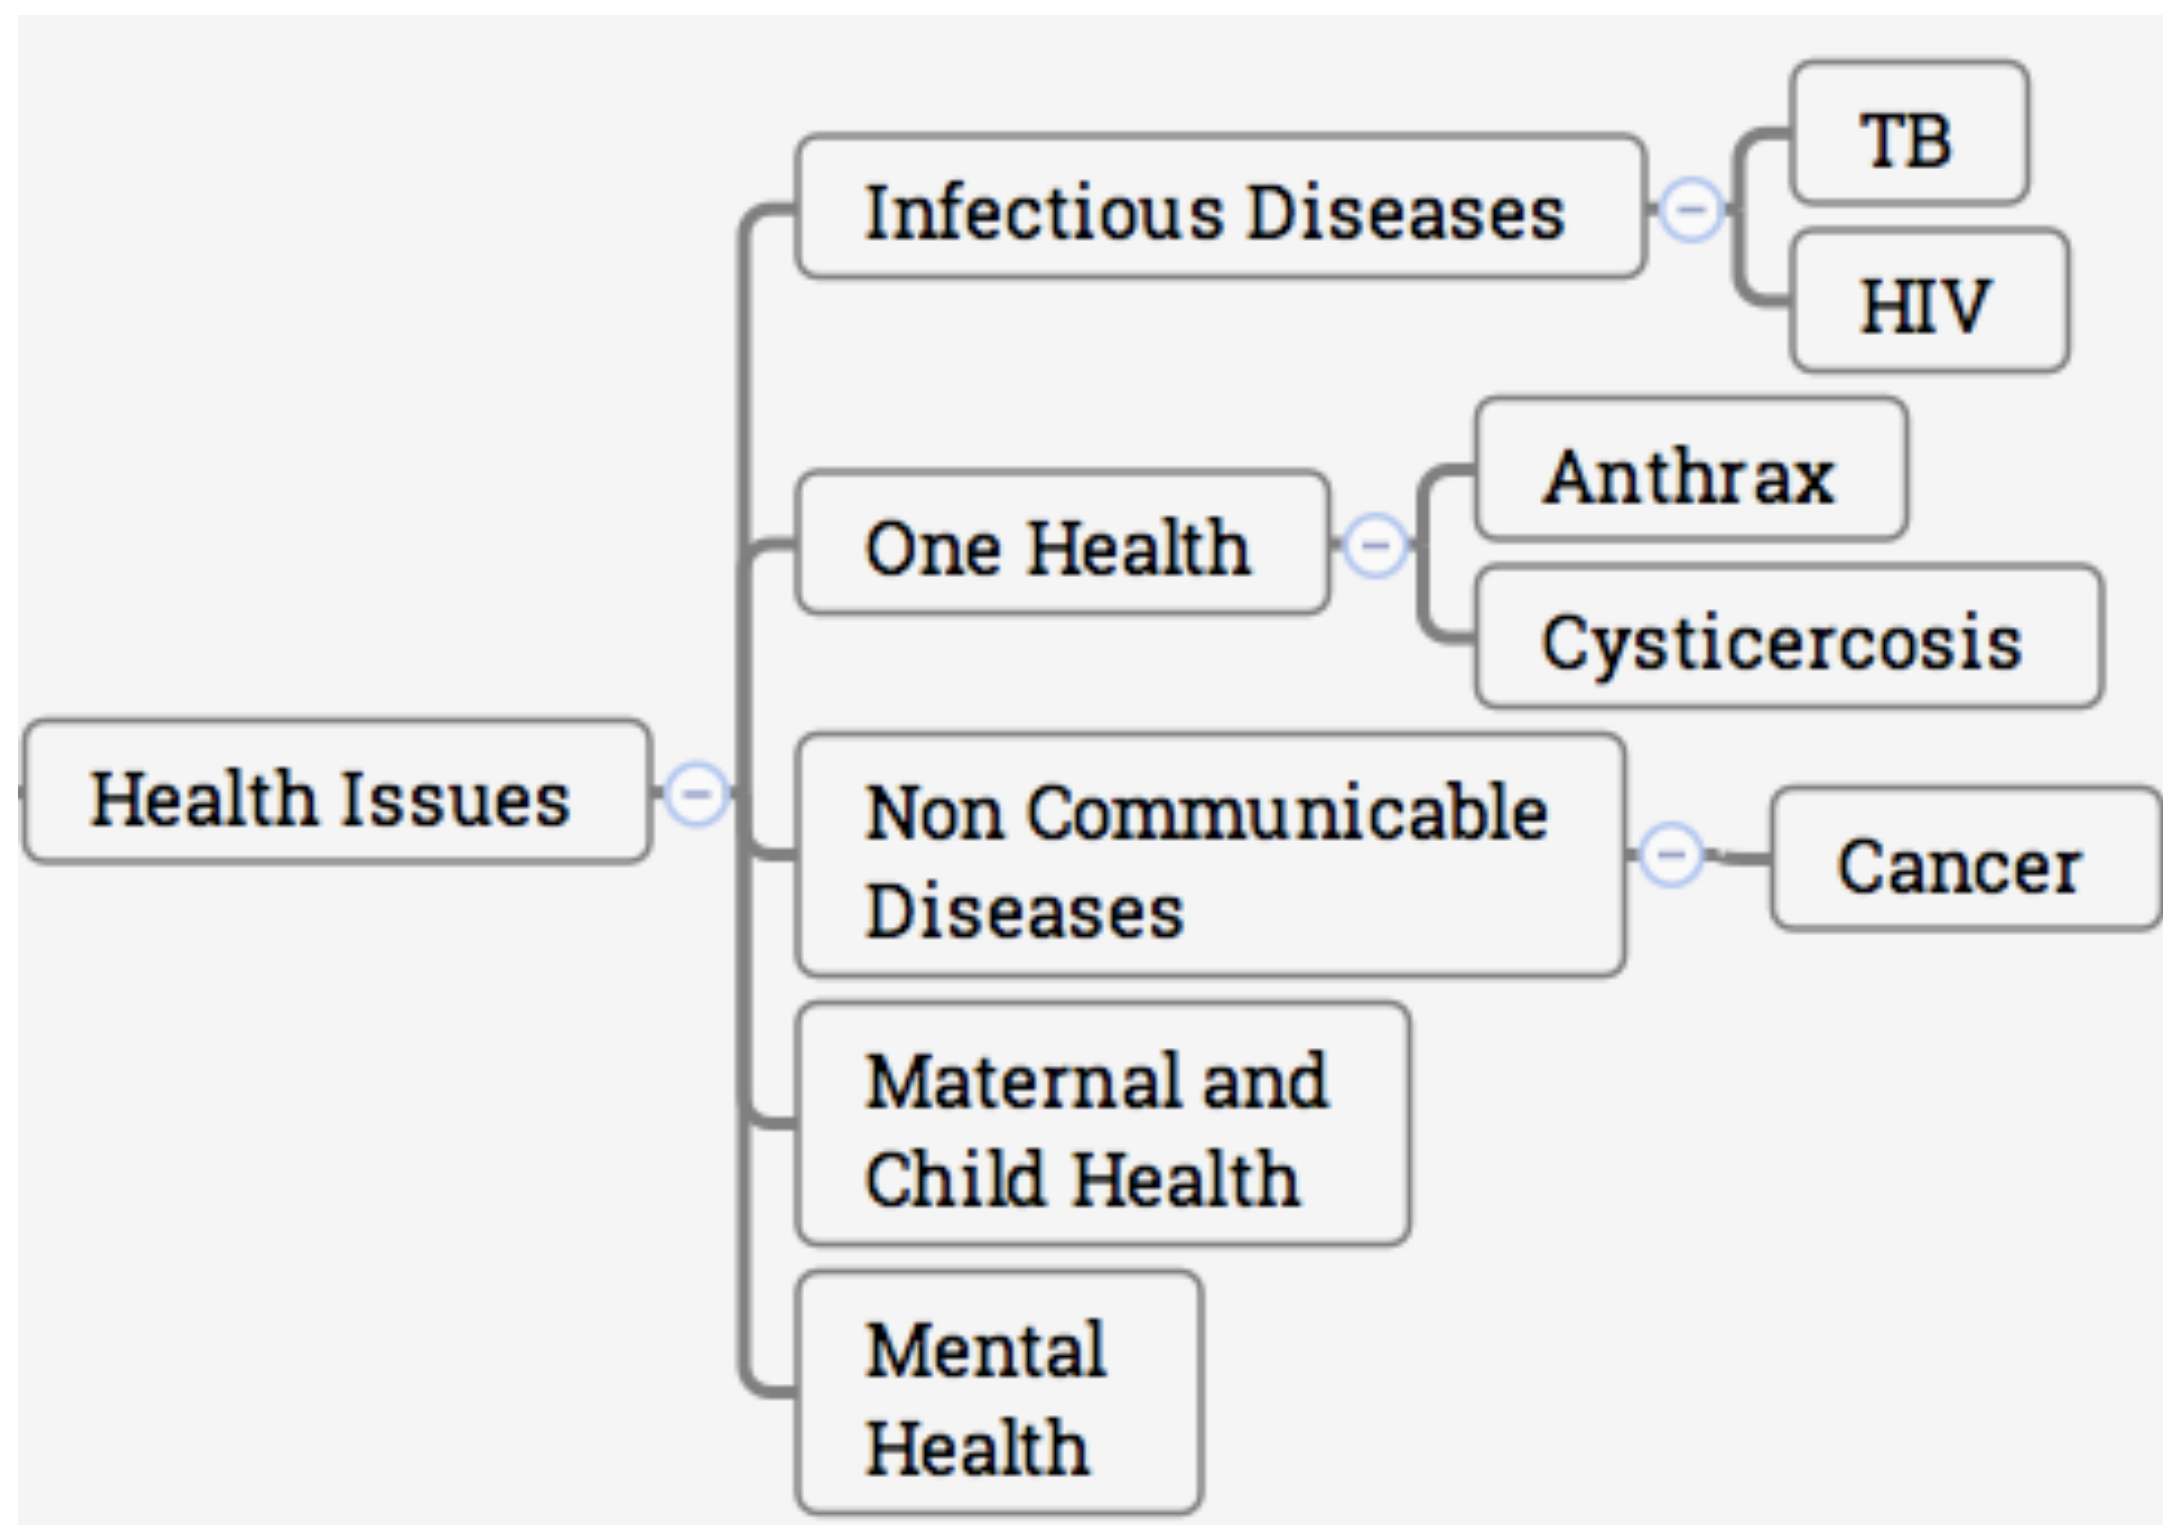 Infectious Diseases
TB
HIV
One Health
Anthrax
Cysticercosis
Health Issues
Non Communicable
Diseases
Cancer
Maternal and
Child Health
Mental
Health